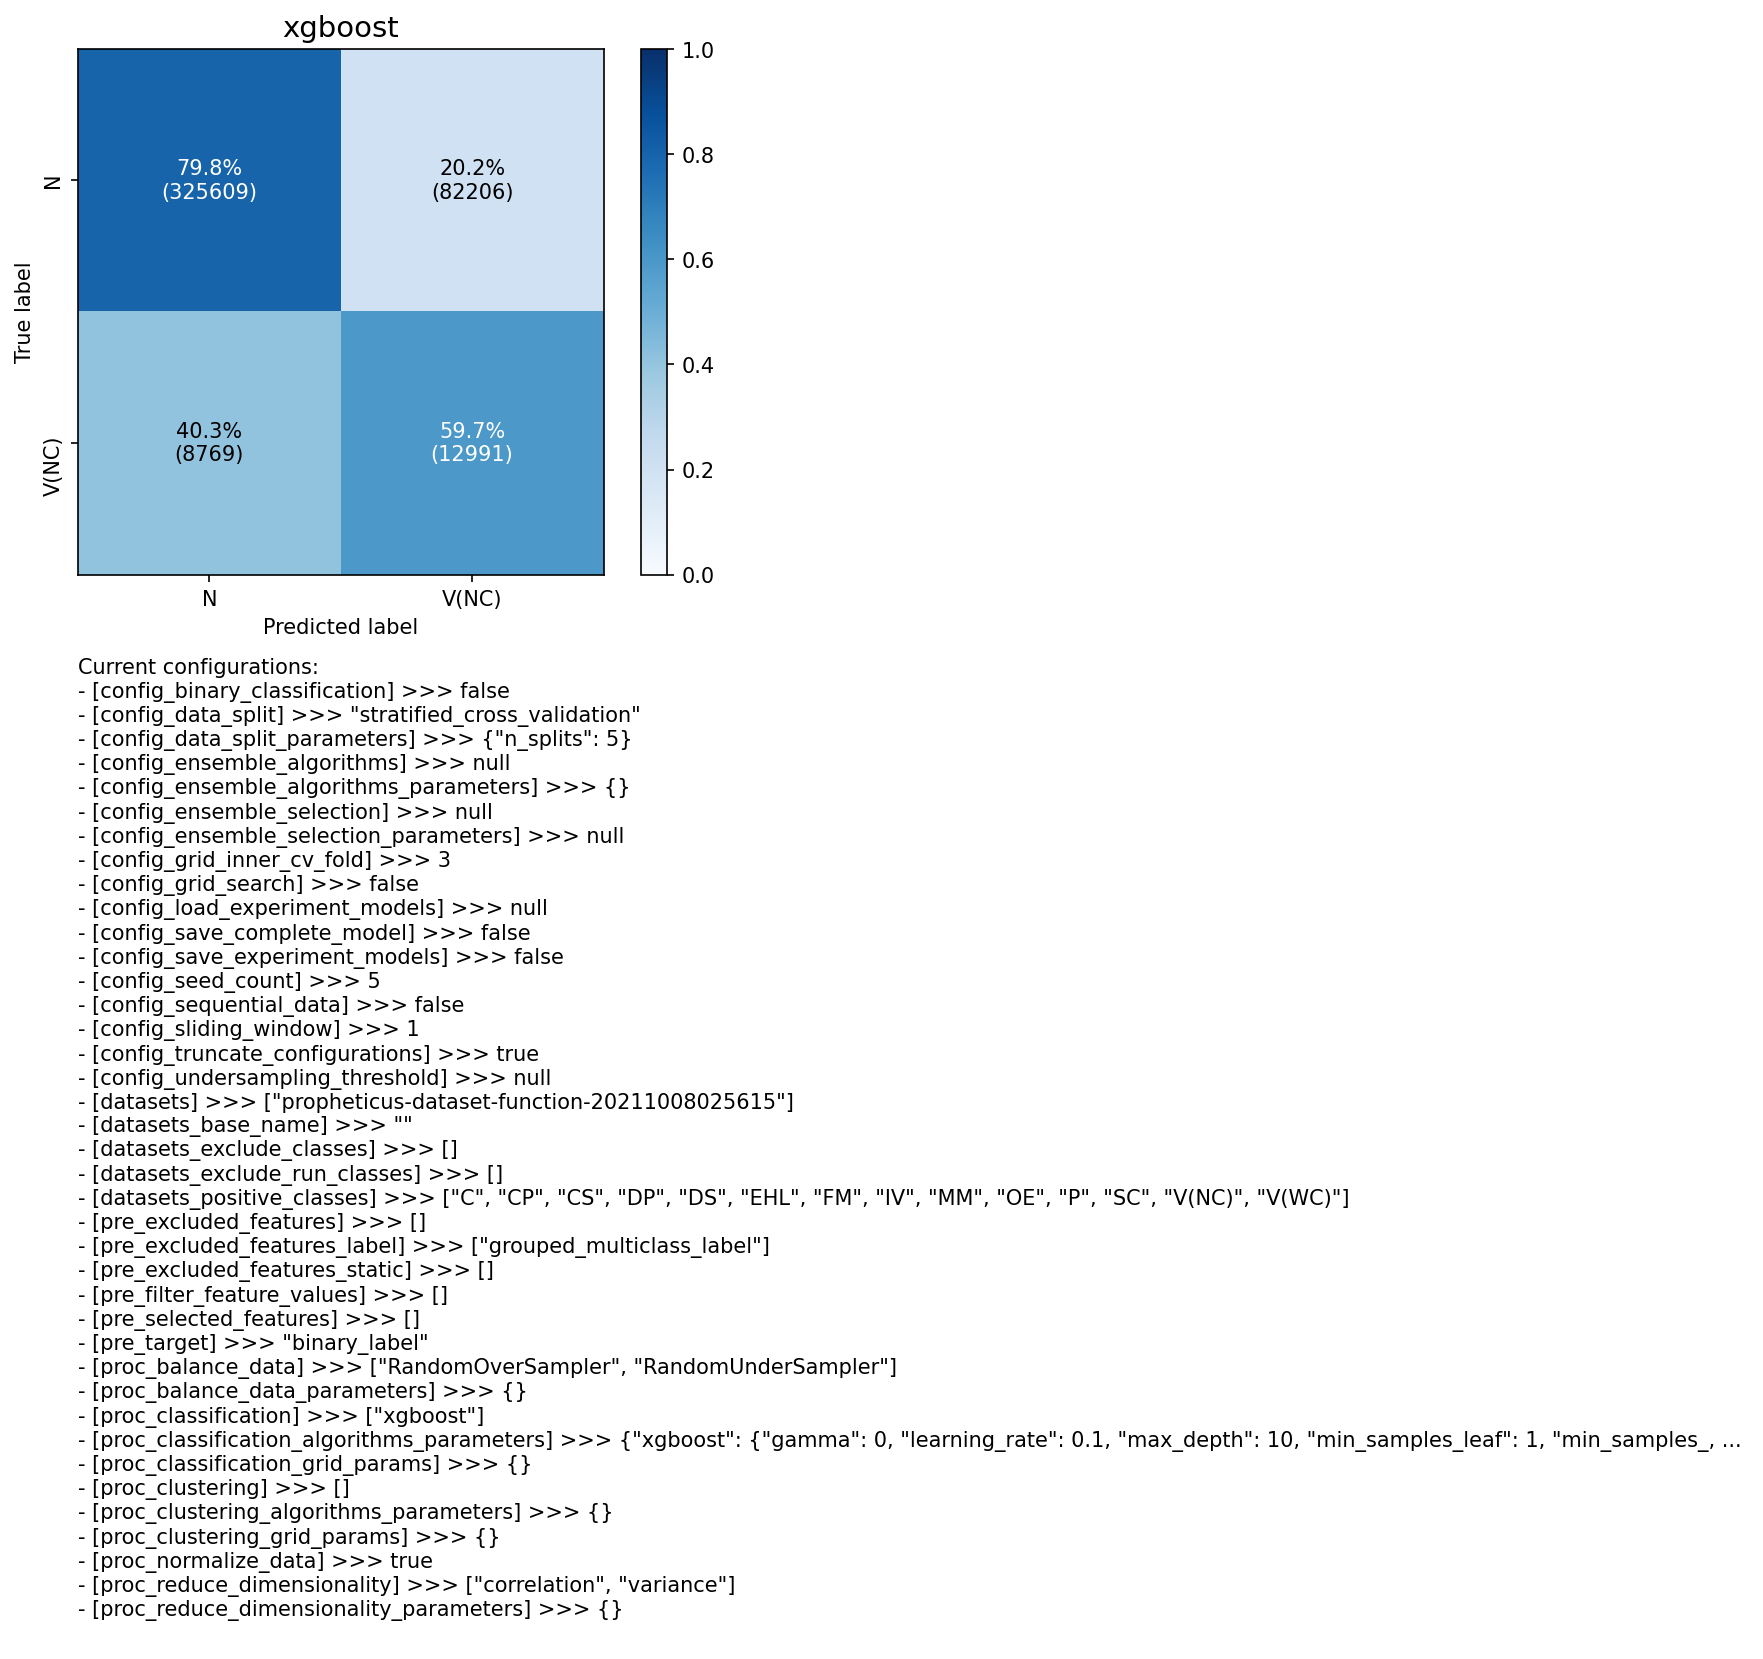 xgboost
79.8%
(325609)
20.2%
(82206)
40.3%
(8769)
59.7%
(12991)
N
V(NC)
True label
N
V(NC)
Predicted label
1.0
0.8
0.6
0.4
0.2
0.0
Current configurations:
- [config_binary_classification] >>> false
- [config_data_split] >>> "stratified_cross_validation"
- [config_data_split_parameters] >>> {"n_splits": 5}
- [config_ensemble_algorithms] >>> null
- [config_ensemble_algorithms_parameters] >>> {}
- [config_ensemble_selection] >>> null
- [config_ensemble_selection_parameters] >>> null
- [config_grid_inner_cv_fold] >>> 3
- [config_grid_search] >>> false
- [config_load_experiment_models] >>> null
- [config_save_complete_model] >>> false
- [config_save_experiment_models] >>> false
- [config_seed_count] >>> 5
- [config_sequential_data] >>> false
- [config_sliding_window] >>> 1
- [config_truncate_configurations] >>> true
- [config_undersampling_threshold] >>> null
- [datasets] >>> ["propheticus-dataset-function-20211008025615"]
- [datasets_base_name] >>> ""
- [datasets_exclude_classes] >>> []
- [datasets_exclude_run_classes] >>> []
- [datasets_positive_classes] >>> ["C", "CP", "CS", "DP", "DS", "EHL", "FM", "IV", "MM", "OE", "P", "SC", "V(NC)", "V(WC)"]
- [pre_excluded_features] >>> []
- [pre_excluded_features_label] >>> ["grouped_multiclass_label"]
- [pre_excluded_features_static] >>> []
- [pre_filter_feature_values] >>> []
- [pre_selected_features] >>> []
- [pre_target] >>> "binary_label"
- [proc_balance_data] >>> ["RandomOverSampler", "RandomUnderSampler"]
- [proc_balance_data_parameters] >>> {}
- [proc_classification] >>> ["xgboost"]
- [proc_classification_algorithms_parameters] >>> {"xgboost": {"gamma": 0, "learning_rate": 0.1, "max_depth": 10, "min_samples_leaf": 1, "min_samples_, ...
- [proc_classification_grid_params] >>> {}
- [proc_clustering] >>> []
- [proc_clustering_algorithms_parameters] >>> {}
- [proc_clustering_grid_params] >>> {}
- [proc_normalize_data] >>> true
- [proc_reduce_dimensionality] >>> ["correlation", "variance"]
- [proc_reduce_dimensionality_parameters] >>> {}